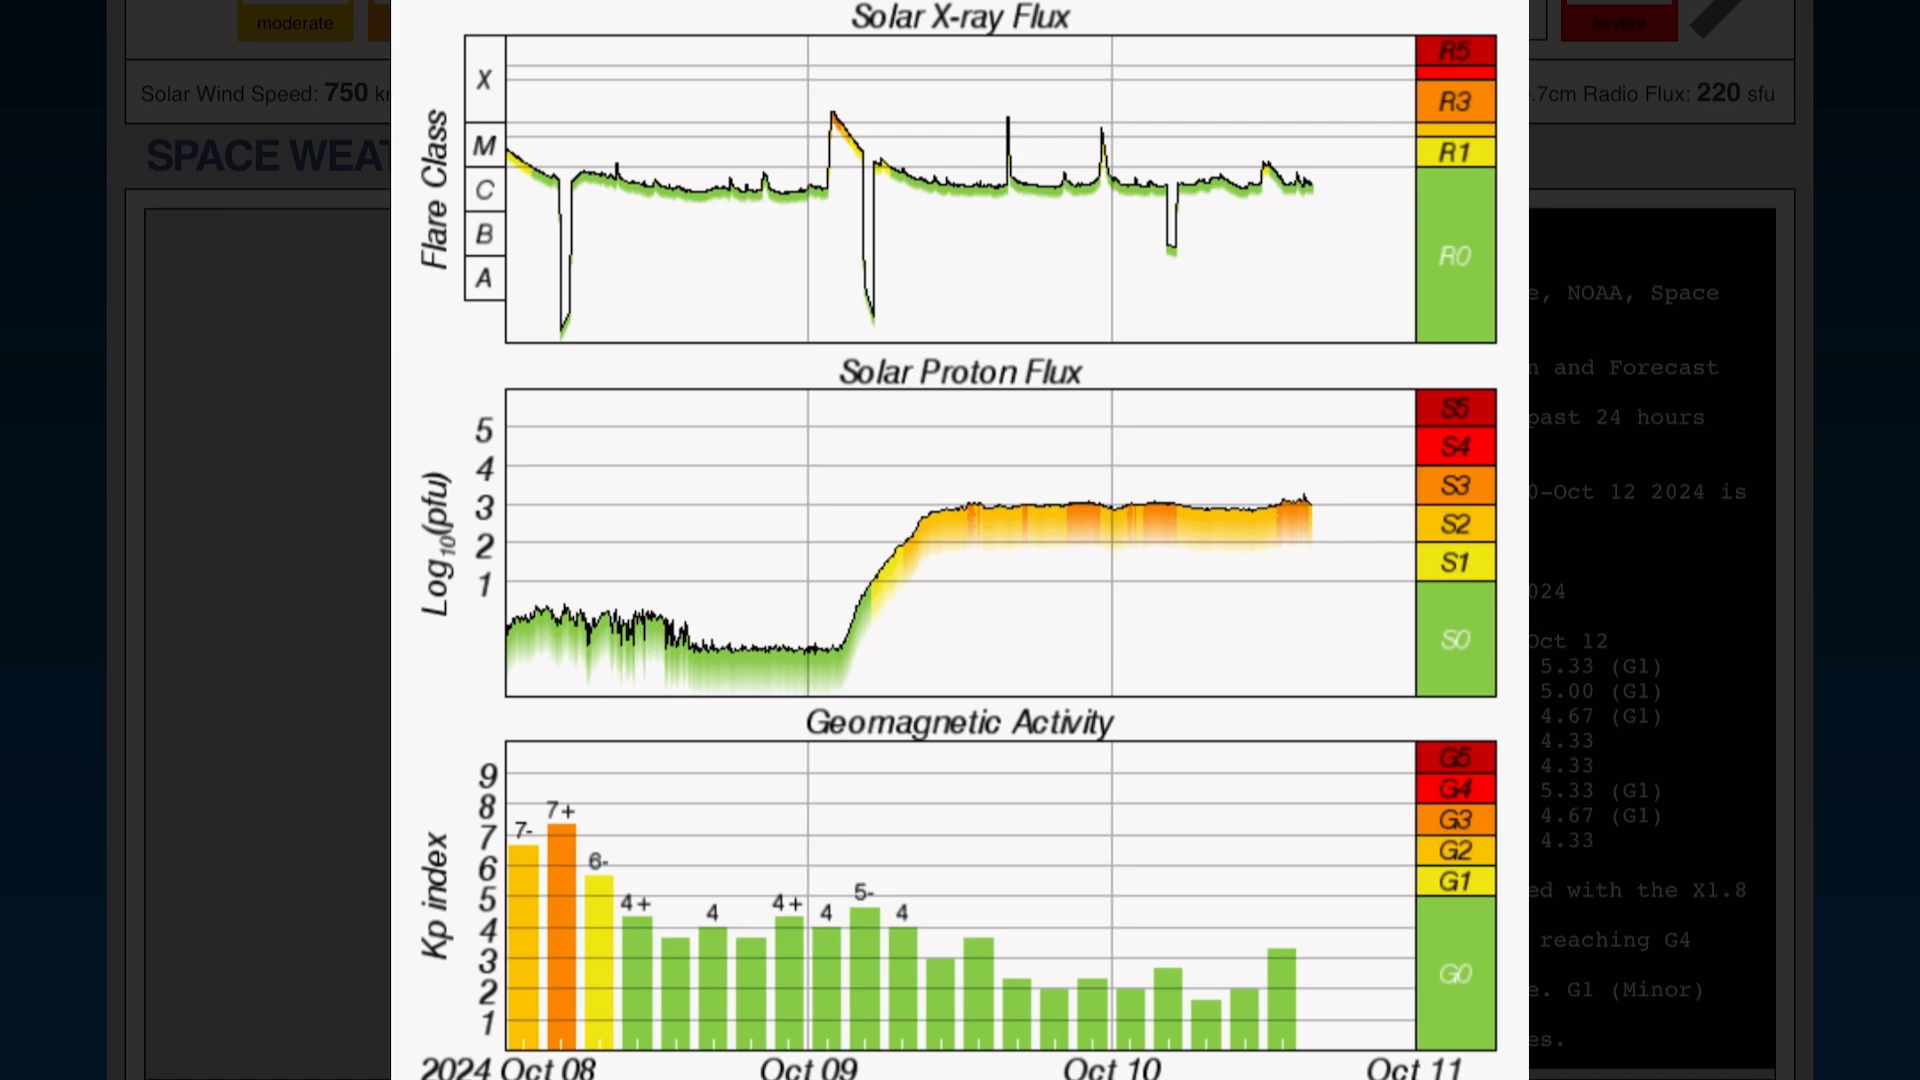 moderate
severe
Solar Wind Speed: 750 k
.7cm Radio Flux: 220 sfu
SPACE WEA
Solar X-ray Flux
Flare Class
X
M
C
B
A
R5
R3
R1
R0
Solar Proton Flux
Log10(pfu)
5
4
3
2
1
S5
S4
S3
S2
S1
S0
Geomagnetic Activity
Kp index
9
8
7
6
5
4
3
2
1
7-
7+
6-
4+
4
4+
4
5-
4
G5
G4
G3
G2
G1
G0
2024 Oct 08
Oct 09
Oct 10
Oct 11
e, NOAA, Space
n and Forecast
past 24 hours
0-Oct 12 2024 is
024
Oct 12
5.33 (G1)
5.00 (G1)
4.67 (G1)
4.33
4.33
5.33 (G1)
4.67 (G1)
4.33
ed with the X1.8
reaching G4
e. G1 (Minor)
es.